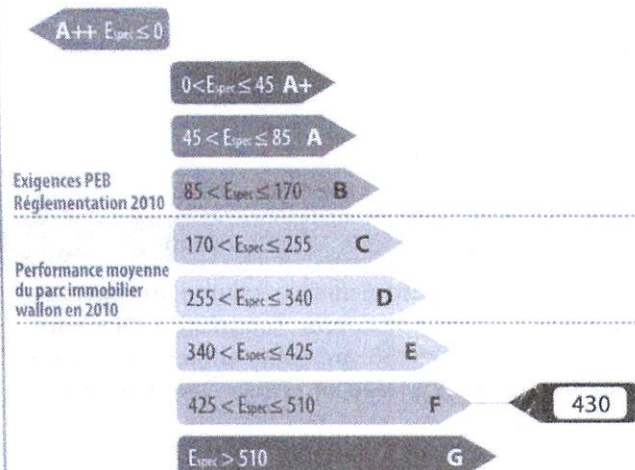 A++ Espec ≤ 0
0 < Espec ≤ 45 A+
45 < Espec ≤ 85 A
Exigences PEB
Réglementation 2010
85 < Espec ≤ 170 B
170 < Espec ≤ 255 C
Performance moyenne
du parc immobilier
wallon en 2010
255 < Espec ≤ 340 D
340 < Espec ≤ 425 E
425 < Espec ≤ 510 F
430
Espec > 510 G